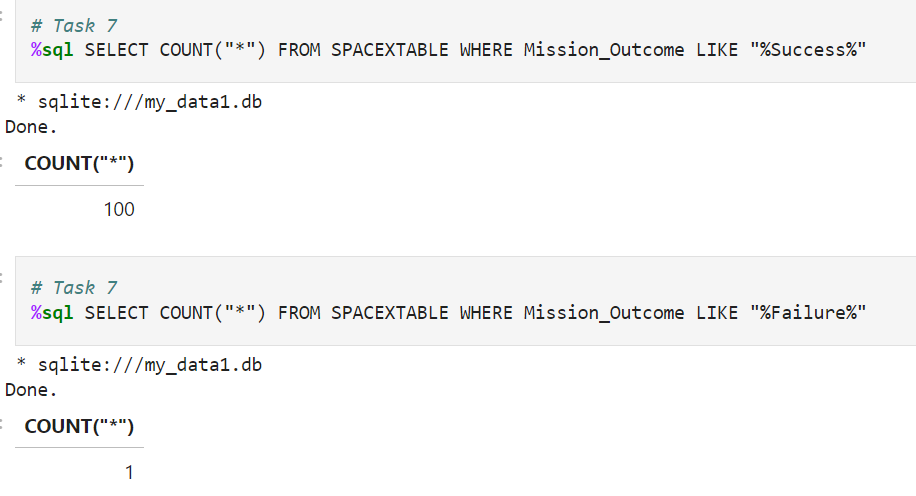 # Task 7
%sql SELECT COUNT("*") FROM SPACEXTABLE WHERE Mission_Outcome LIKE "%Success%"
* sqlite:///my_data1.db
Done.
COUNT("*")
100
# Task 7
%sql SELECT COUNT("*") FROM SPACEXTABLE WHERE Mission_Outcome LIKE "%Failure%"
* sqlite:///my_data1.db
Done.
COUNT("*")
1